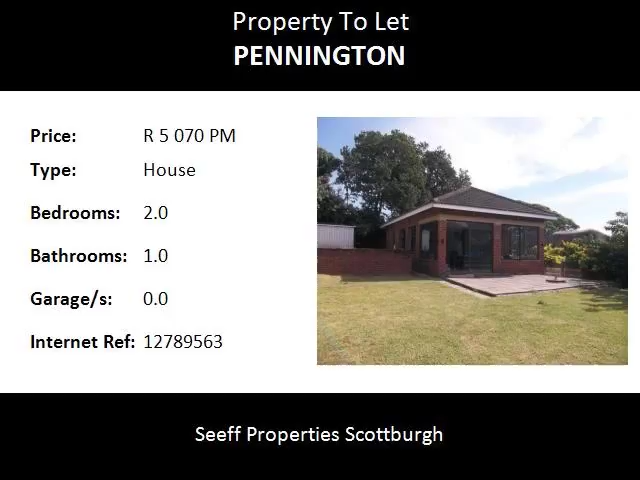 Property To Let
PENNINGTON
Price: R 5 070 PM
Type: House
Bedrooms: 2.0
Bathrooms: 1.0
Garage/s: 0.0
Internet Ref: 12789563
Seeff Properties Scottburgh